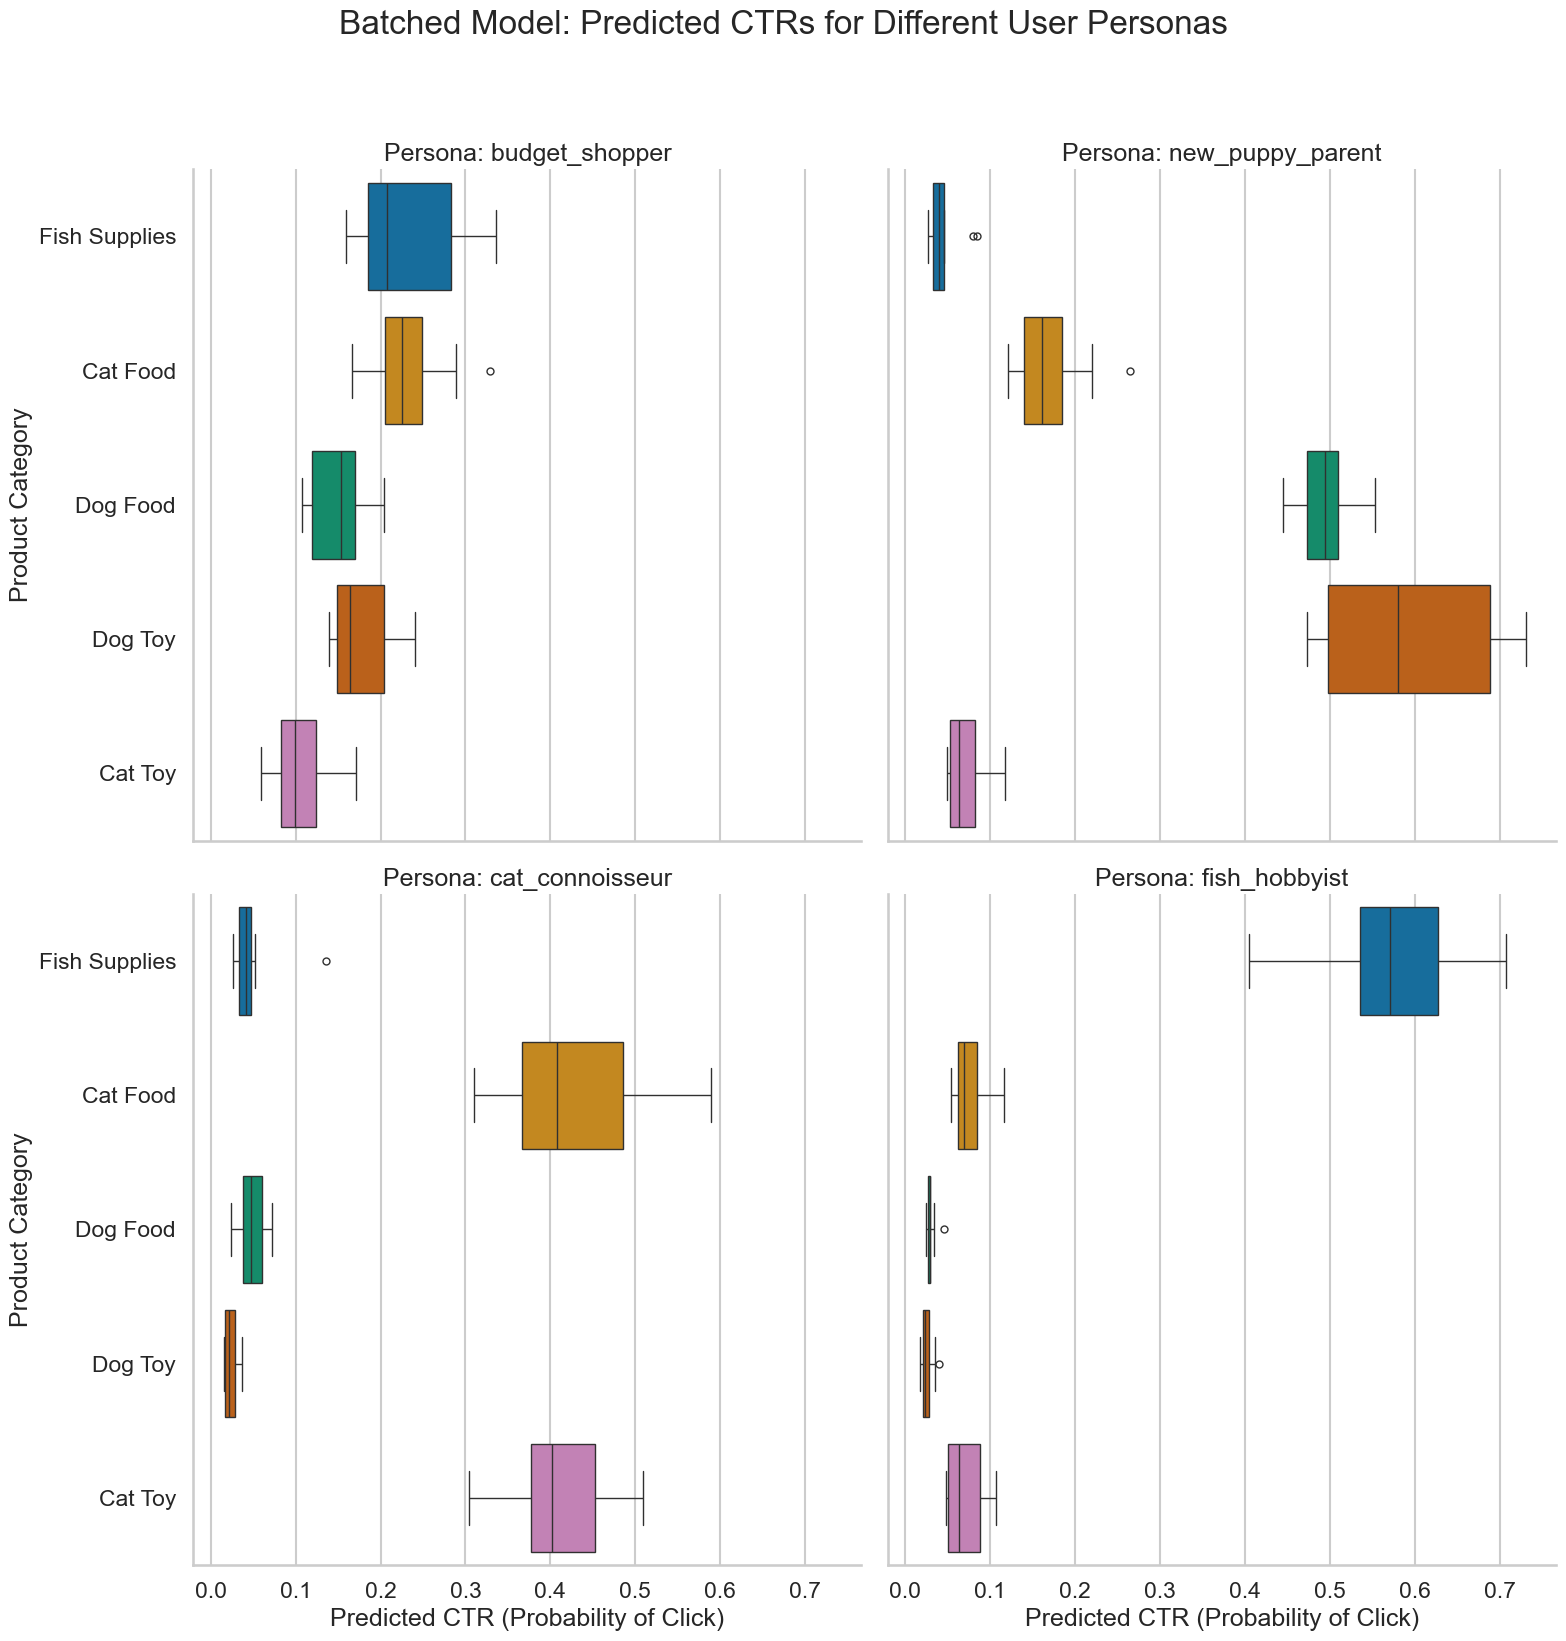 Batched Model: Predicted CTRs for Different User Personas
Persona: budget_shopper
Persona: new_puppy_parent
Product Category
Fish Supplies
Cat Food
Dog Food
Dog Toy
Cat Toy
Persona: cat_connoisseur
Persona: fish_hobbyist
Product Category
Fish Supplies
Cat Food
Dog Food
Dog Toy
Cat Toy
0.0 0.1 0.2 0.3 0.4 0.5 0.6 0.7
0.0 0.1 0.2 0.3 0.4 0.5 0.6 0.7
Predicted CTR (Probability of Click)
Predicted CTR (Probability of Click)